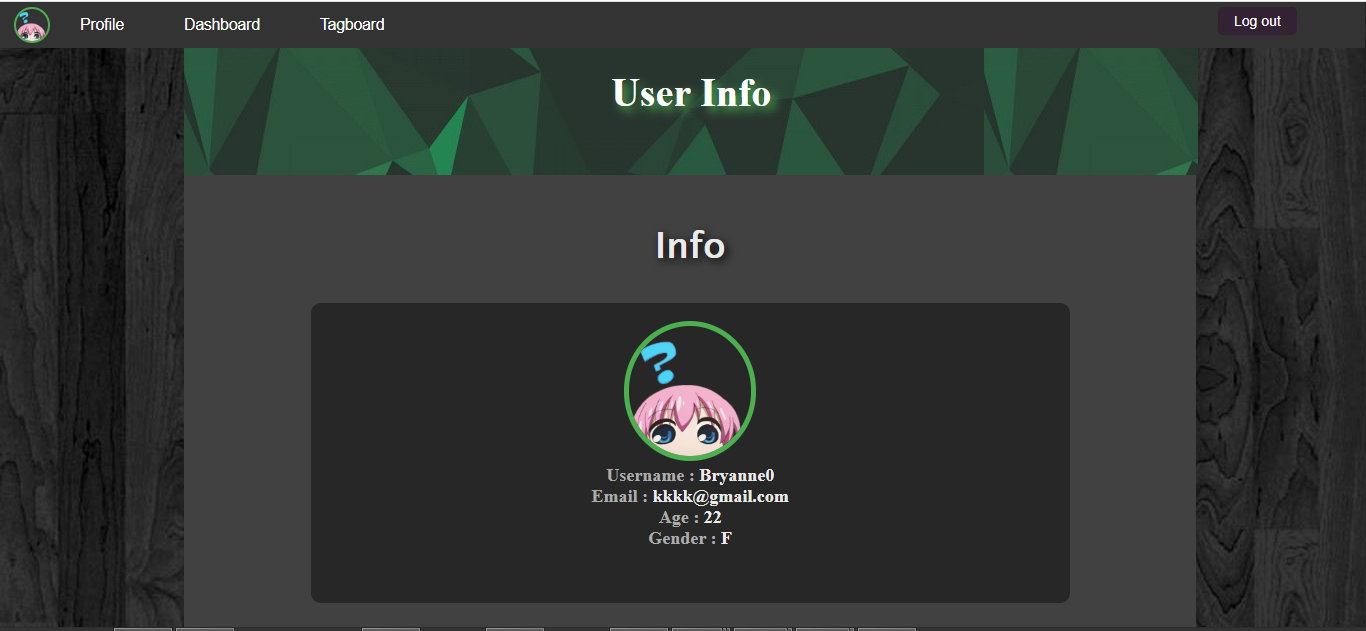 Profile Dashboard Tagboard Log out
User Info
Info
?
Username : Bryanne0
Email : kkkk@gmail.com
Age : 22
Gender : F